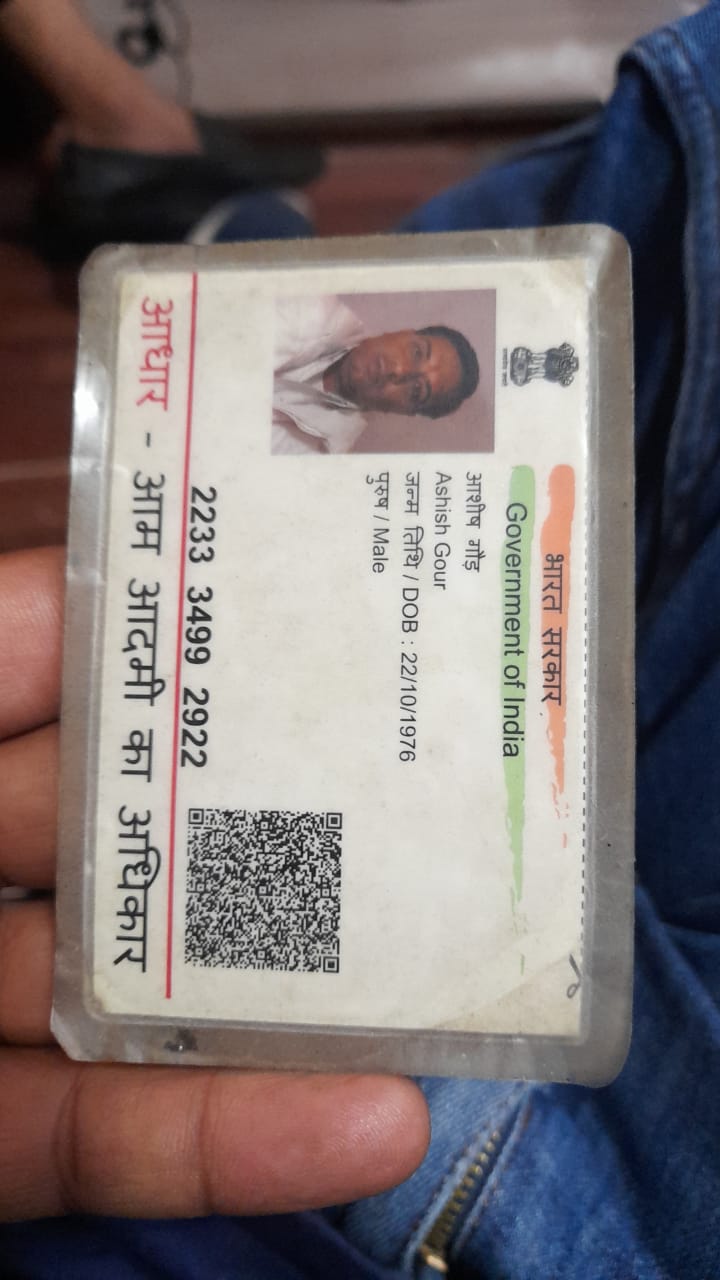 भारत सरकार
Government of India
आशीष गौड़
Ashish Gour
जन्म तिथि / DOB : 22/10/1976
पुरुष / Male
2233 3499 2922
आधार - आम आदमी का अधिकार